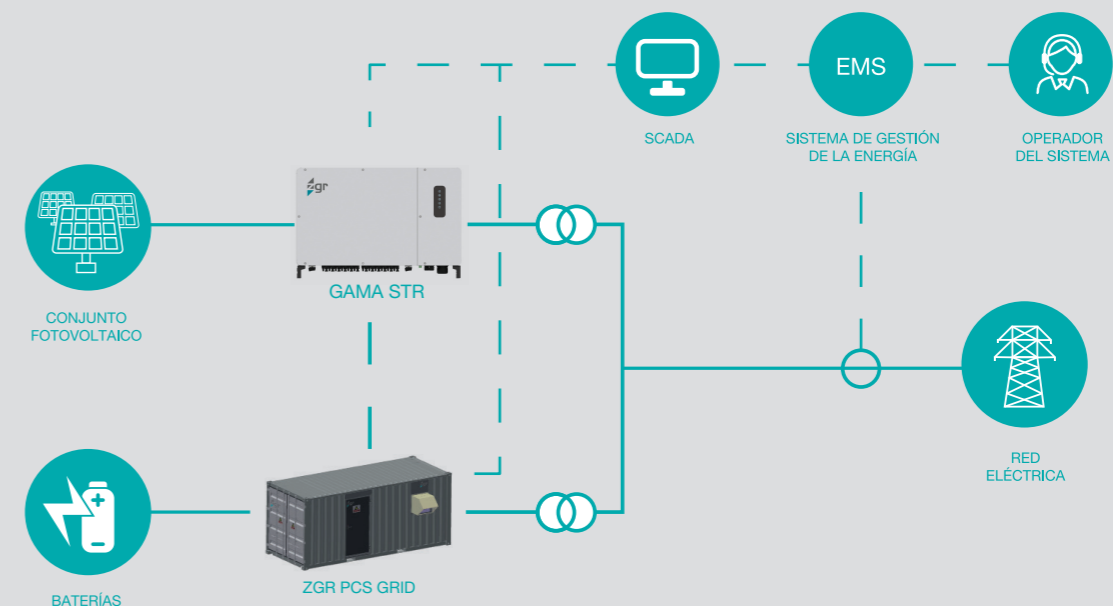 EMS
SCADA
SISTEMA DE GESTIÓN
DE LA ENERGÍA
OPERADOR
DEL SISTEMA
zgr
GAMA STR
CONJUNTO
FOTOVOLTAICO
RED
ELÉCTRICA
ZGR PCS GRID
BATERÍAS